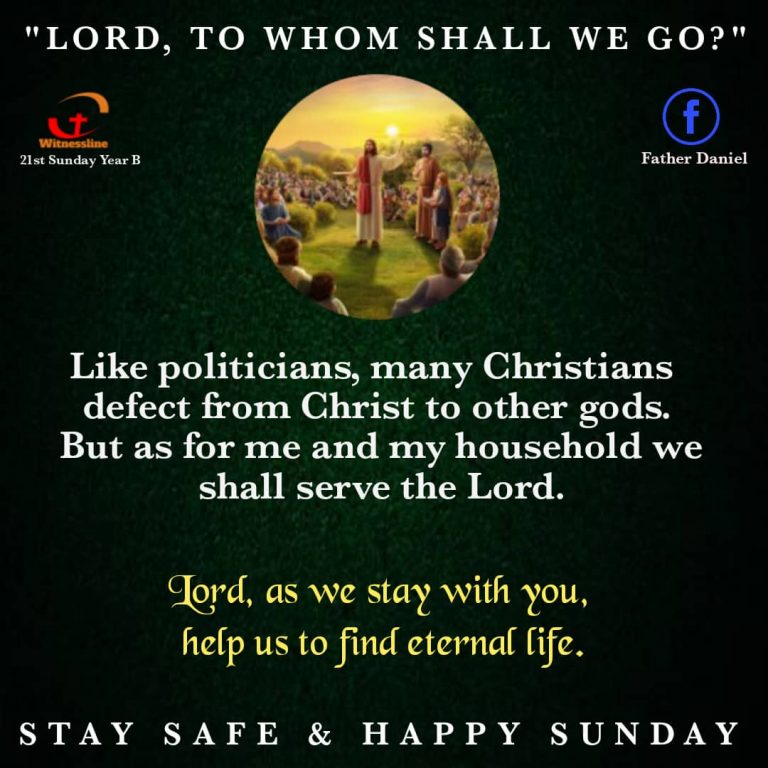 "LORD, TO WHOM SHALL WE GO?"
Witnessline
21st Sunday Year B
f
Father Daniel
Like politicians, many Christians
defect from Christ to other gods.
But as for me and my household we
shall serve the Lord.
Lord, as we stay with you,
help us to find eternal life.
STAY SAFE & HAPPY SUNDAY